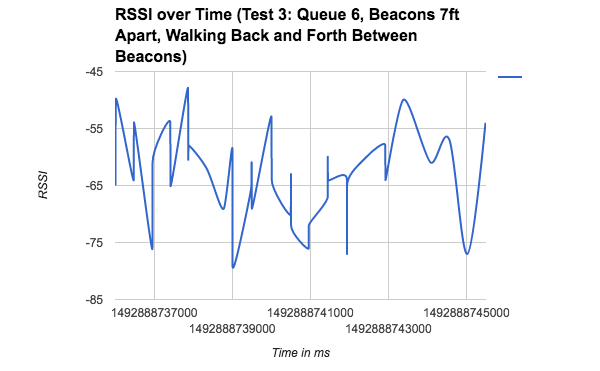 RSSI over Time (Test 3: Queue 6, Beacons 7ft
Apart, Walking Back and Forth Between
Beacons)
-45
-55
-65
-75
-85
RSSI
1492888737000
1492888741000
1492888745000
1492888739000
1492888743000
Time in ms